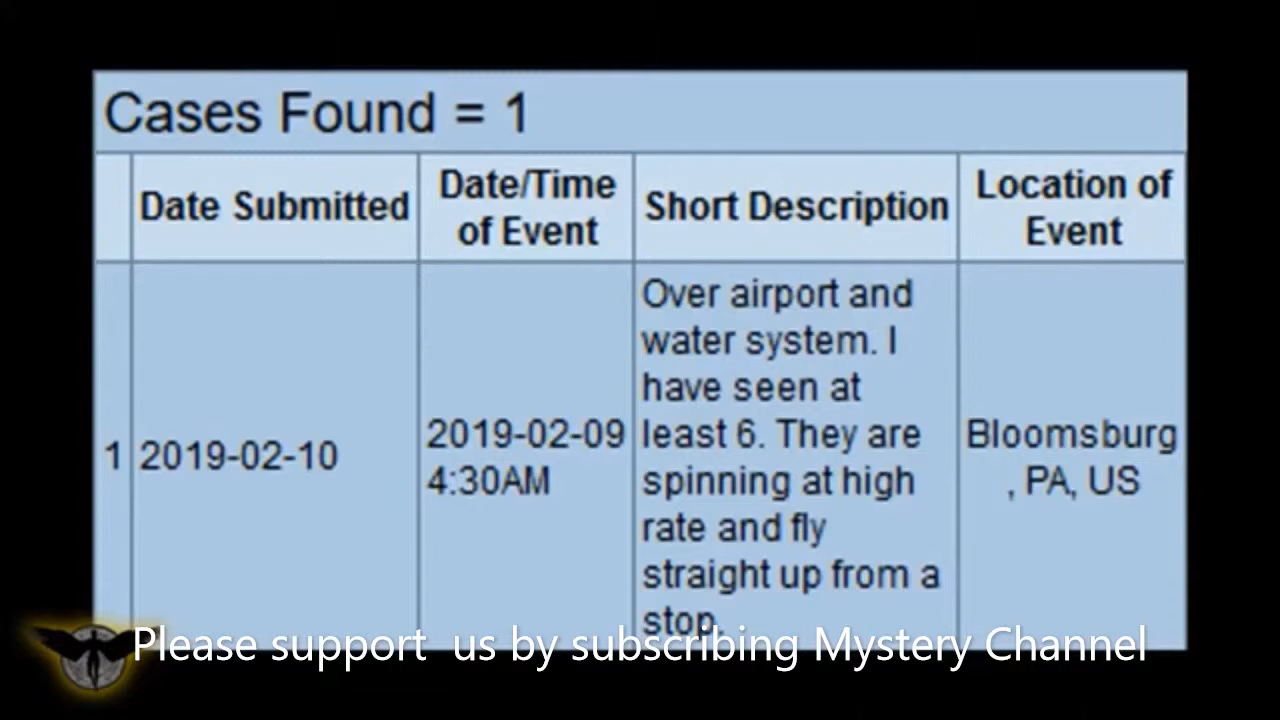 Cases Found = 1
Date Submitted
Date/Time
of Event
Short Description
Location of
Event
1
2019-02-10
2019-02-09
4:30AM
Over airport and
water system. I
have seen at
least 6. They are
spinning at high
rate and fly
straight up from a
stop.
Bloomsburg
, PA, US
Please support us by subscribing Mystery Channel